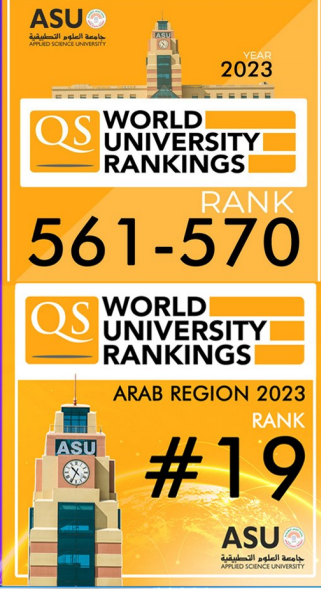 ASU
جامعة العلوم التطبيقية
APPLIED SCIENCE UNIVERSITY
ASU
YEAR
2023
QS WORLD
UNIVERSITY
RANKINGS
RANK
561-570
QS WORLD
UNIVERSITY
RANKINGS
ARAB REGION 2023
RANK
#19
ASU
ASU
جامعة العلوم التطبيقية
APPLIED SCIENCE UNIVERSITY